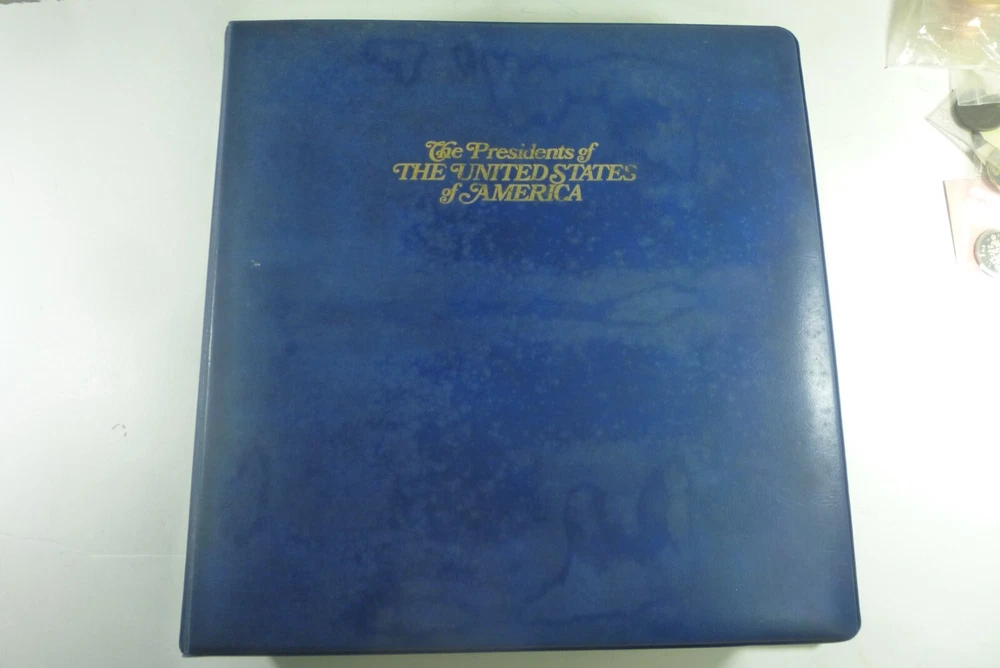 The Presidents of
THE UNITED STATES
of AMERICA